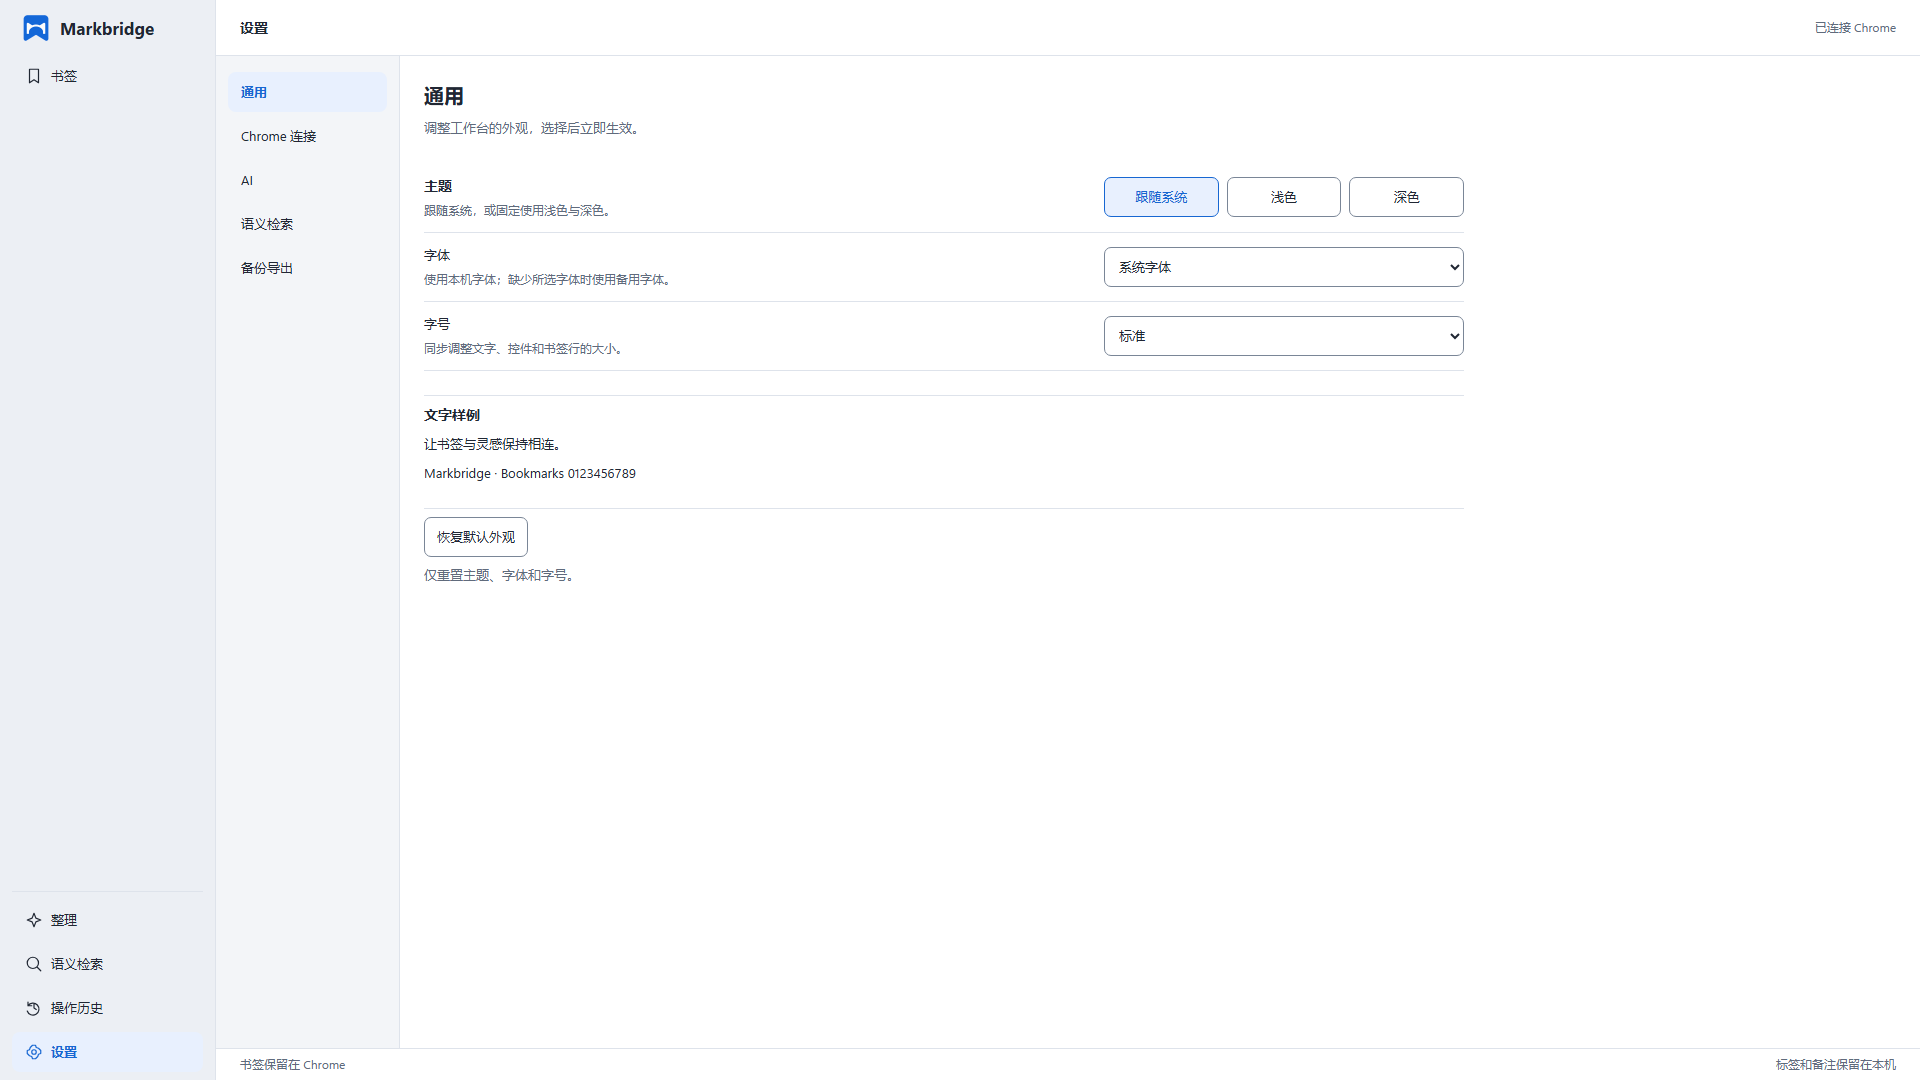 Markbridge
书签
整理
语义检索
操作历史
设置
设置
已连接 Chrome
通用
Chrome 连接
AI
语义检索
备份导出
通用
调整工作台的外观，选择后立即生效。
主题
跟随系统，或固定使用浅色与深色。
跟随系统
浅色
深色
字体
使用本机字体；缺少所选字体时使用备用字体。
系统字体
字号
同步调整文字、控件和书签行的大小。
标准
文字样例
让书签与灵感保持相连。
Markbridge · Bookmarks 0123456789
恢复默认外观
仅重置主题、字体和字号。
书签保留在 Chrome
标签和备注保留在本机